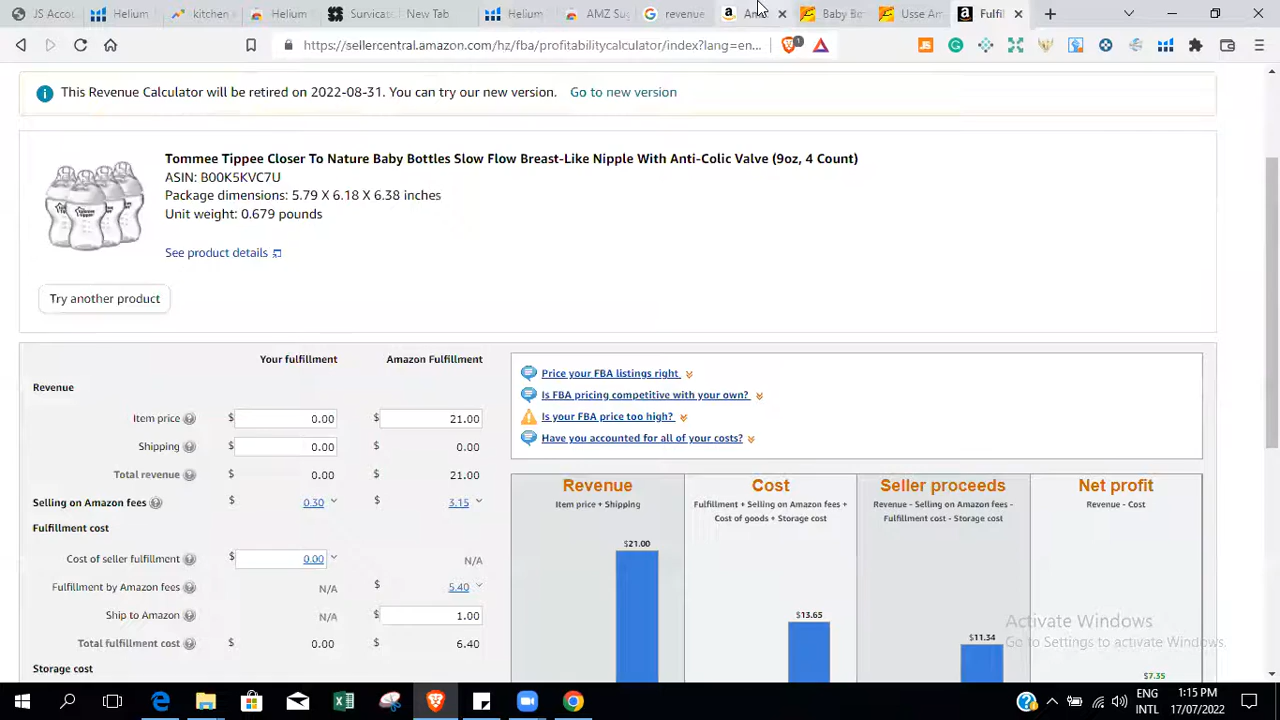 JS Accou
Helium
kitchen
Helium
Suncrast New Tab
Helium
AMZ Sug
revenue
Ama
Baby Bo
Usse Am
Fulfil
https://sellercentral.amazon.com/hz/fba/profitabilitycalculator/index?lang=en...
1
This Revenue Calculator will be retired on 2022-08-31. You can try our new version. Go to new version
Tommee Tippee Closer To Nature Baby Bottles Slow Flow Breast-Like Nipple With Anti-Colic Valve (9oz, 4 Count)
ASIN: B00K5KVC7U
Package dimensions: 5.79 X 6.18 X 6.38 inches
Unit weight: 0.679 pounds
See product details
Try another product
Your fulfillment Amazon Fulfillment
Revenue
Item price $ 0.00 $ 21.00
Shipping $ 0.00 $ 0.00
Total revenue $ 0.00 $ 21.00
Selling on Amazon fees $ 0.30 $ 3.15
Fulfillment cost
Cost of seller fulfillment $ 0.00 N/A
Fulfillment by Amazon fees N/A $ 5.40
Ship to Amazon N/A $ 1.00
Total fulfillment cost $ 0.00 $ 6.40
Storage cost
Price your FBA listings right
Is FBA pricing competitive with your own?
Is your FBA price too high?
Have you accounted for all of your costs?
Revenue
Item price + Shipping
$21.00
Cost
Fulfillment + Selling on Amazon fees +
Cost of goods + Storage cost
$13.65
Seller proceeds
Revenue - Selling on Amazon fees -
Fulfillment cost - Storage cost
$11.34
Net profit
Revenue - Cost
$7.35
Activate Windows
Go to Settings to activate Windows.
ENG
INTL
1:15 PM
17/07/2022